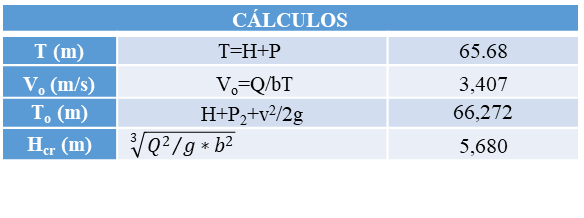 CÁLCULOS
T (m) T=H+P 65.68
Vo (m/s) Vo=Q/bT 3,407
To (m) H+P2+v²/2g 66,272
Hcr (m) ∛(Q²/g ∗ b²) 5,680